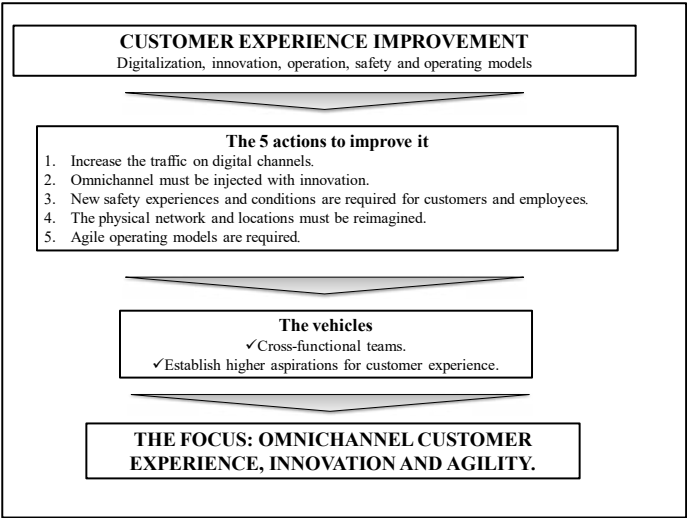 CUSTOMER EXPERIENCE IMPROVEMENT
Digitalization, innovation, operation, safety and operating models
The 5 actions to improve it
1. Increase the traffic on digital channels.
2. Omnichannel must be injected with innovation.
3. New safety experiences and conditions are required for customers and employees.
4. The physical network and locations must be reimagined.
5. Agile operating models are required.
The vehicles
✓Cross-functional teams.
✓Establish higher aspirations for customer experience.
THE FOCUS: OMNICHANNEL CUSTOMER
EXPERIENCE, INNOVATION AND AGILITY.